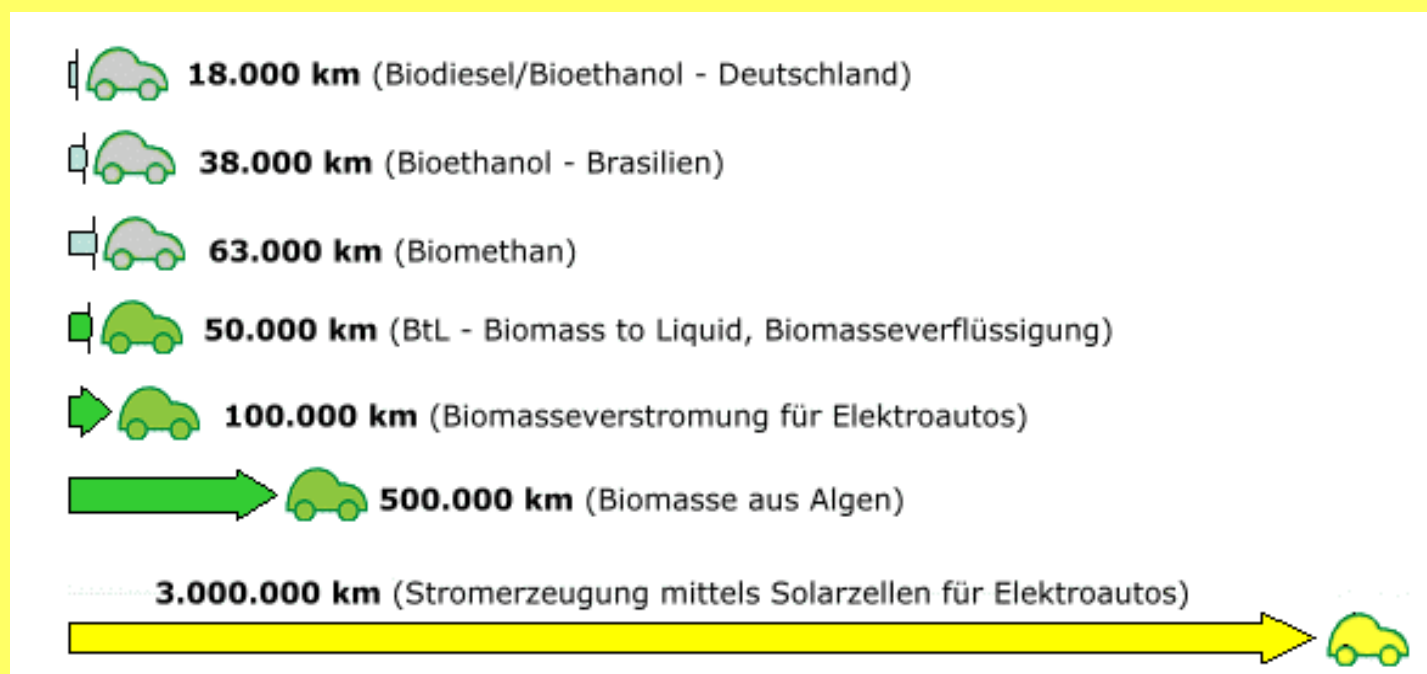 18.000 km (Biodiesel/Bioethanol - Deutschland)
38.000 km (Bioethanol - Brasilien)
63.000 km (Biomethan)
50.000 km (BtL - Biomass to Liquid, Biomasseverflüssigung)
100.000 km (Biomasseverstromung für Elektroautos)
500.000 km (Biomasse aus Algen)
3.000.000 km (Stromerzeugung mittels Solarzellen für Elektroautos)